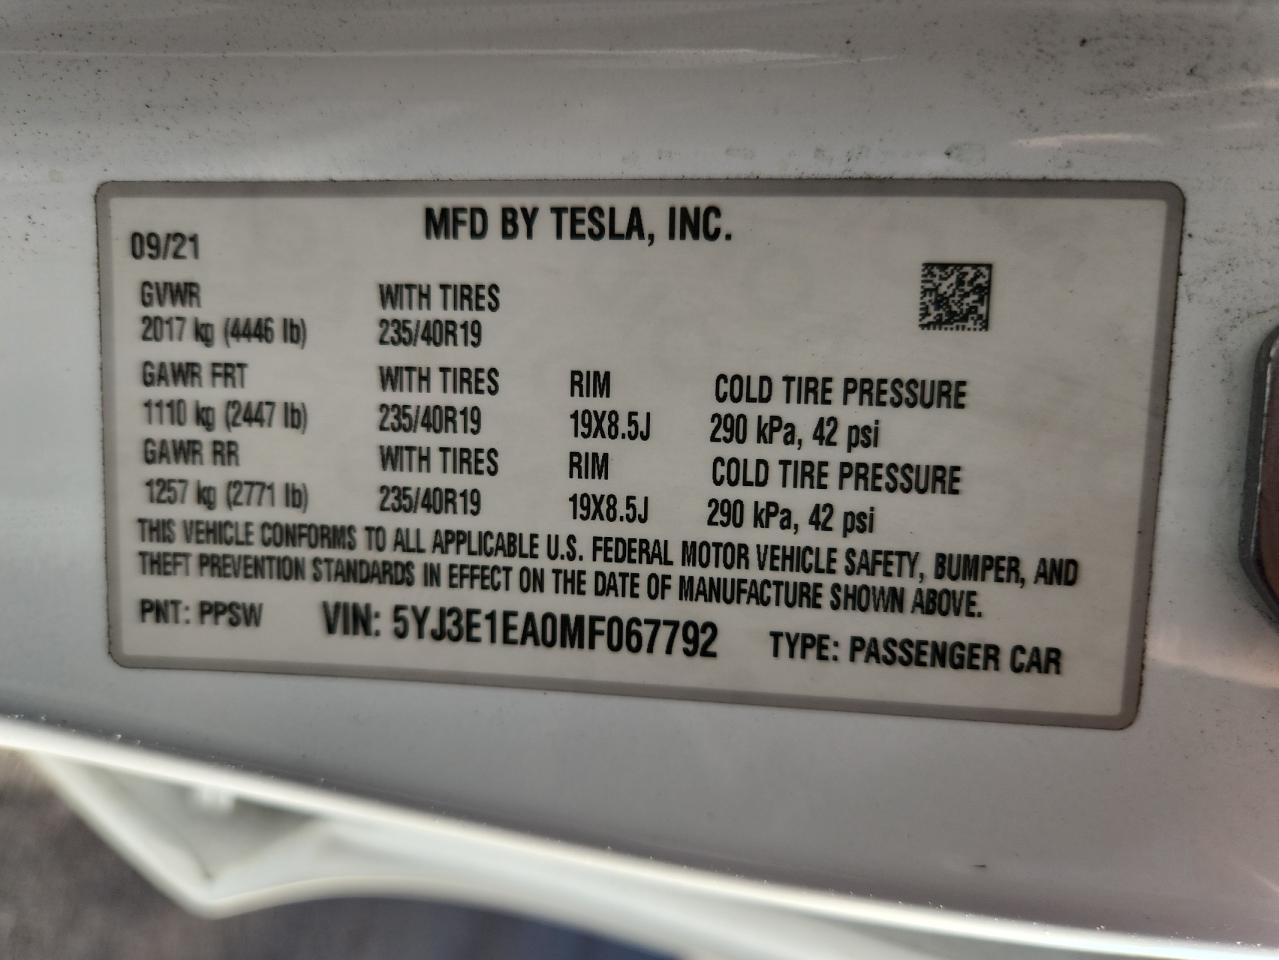 MFD BY TESLA, INC.
09/21
GVWR WITH TIRES
2017 kg (4446 lb) 235/40R19
GAWR FRT WITH TIRES RIM COLD TIRE PRESSURE
1110 kg (2447 lb) 235/40R19 19X8.5J 290 kPa, 42 psi
GAWR RR WITH TIRES RIM COLD TIRE PRESSURE
1257 kg (2771 lb) 235/40R19 19X8.5J 290 kPa, 42 psi
THIS VEHICLE CONFORMS TO ALL APPLICABLE U.S. FEDERAL MOTOR VEHICLE SAFETY, BUMPER, AND
THEFT PREVENTION STANDARDS IN EFFECT ON THE DATE OF MANUFACTURE SHOWN ABOVE.
PNT: PPSW VIN: 5YJ3E1EA0MF067792 TYPE: PASSENGER CAR